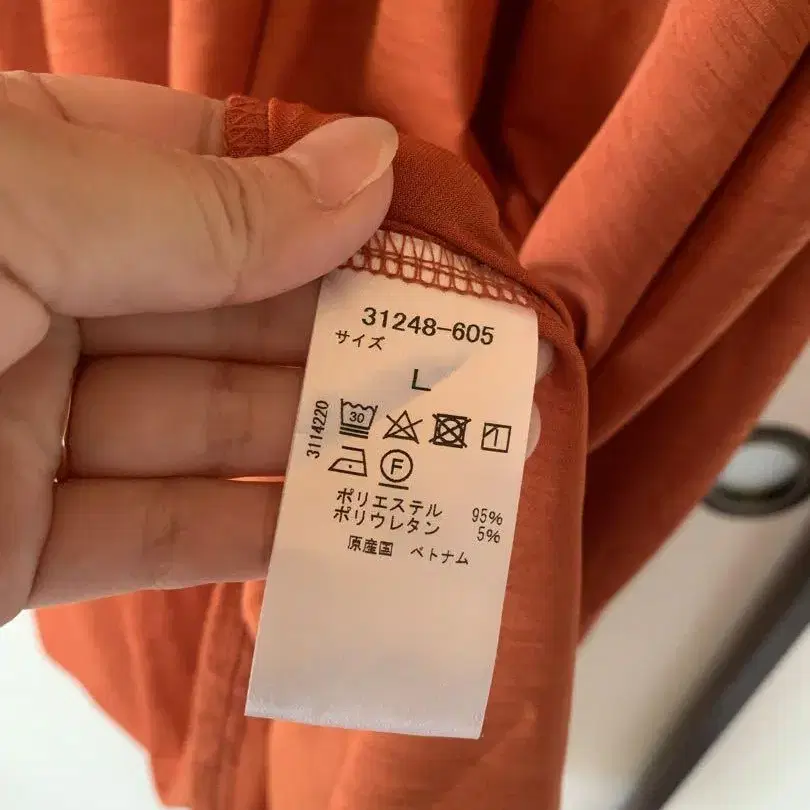 31248-605
サイズ
L
3114220
30
F
ポリエステル 95%
ポリウレタン 5%
原産国 ベトナム